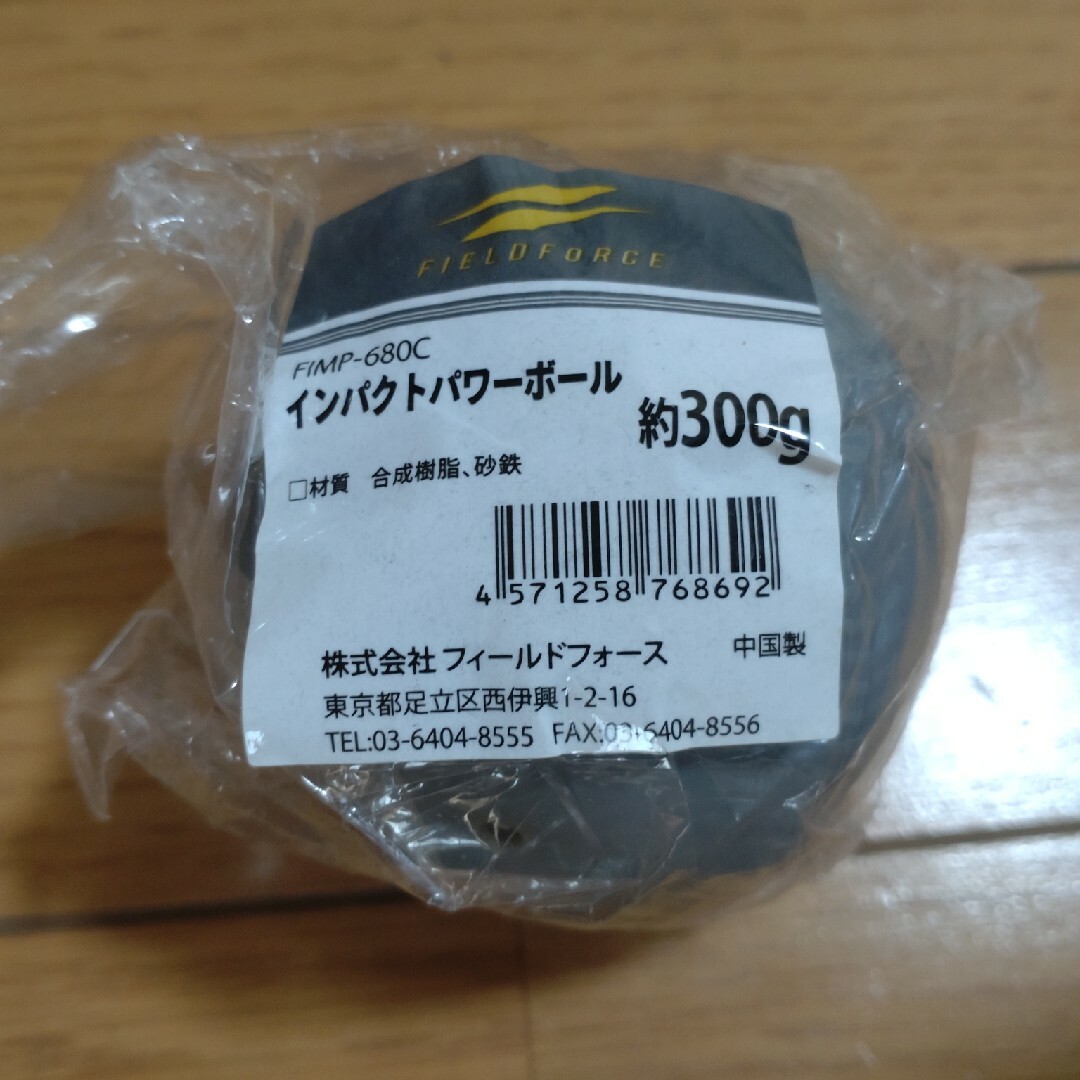 FIELDFORCE
FIMP-680C
インパクトパワーボール 約300g
□材質 合成樹脂、砂鉄
4 571258 768692
株式会社 フィールドフォース 中国製
東京都足立区西伊興1-2-16
TEL:03-6404-8555 FAX:03-6404-8556